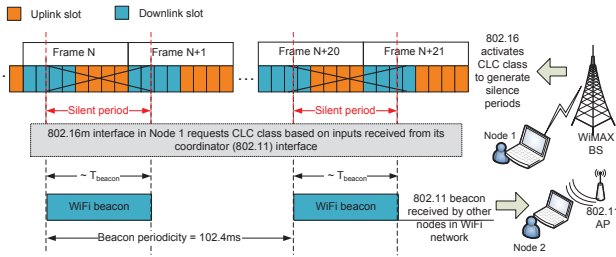 Uplink slot
Downlink slot
Frame N
Frame N+1
Frame N+20
Frame N+21
...
Silent period
Silent period
802.16
activates
CLC class
to generate
silence
periods
802.16m interface in Node 1 requests CLC class based on inputs received from its
coordinator (802.11) interface
Node 1
WiMAX
BS
~ Tbeacon
~ Tbeacon
WiFi beacon
WiFi beacon
802.11 beacon
received by other
nodes in WiFi
network
Beacon periodicity = 102.4ms
Node 2
802.11
AP